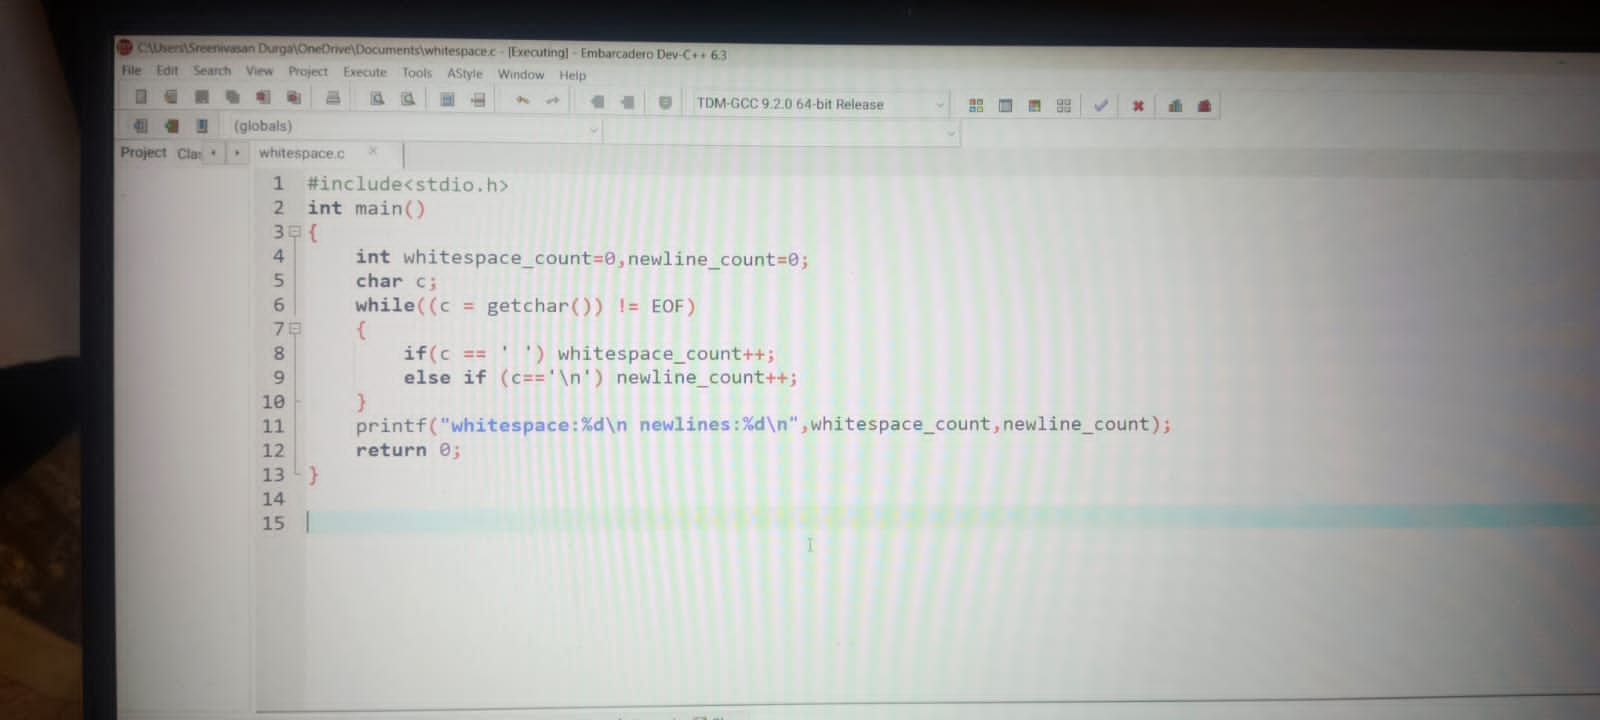 C:\Users\Sreenivasan Durga\OneDrive\Documents\whitespace.c - [Executing] - Embarcadero Dev-C++ 6.3
File Edit Search View Project Execute Tools AStyle Window Help
TDM-GCC 9.2.0 64-bit Release
(globals)
Project Clas whitespace.c
1 #include<stdio.h>
2 int main()
3 {
4 int whitespace_count=0,newline_count=0;
5 char c;
6 while((c = getchar()) != EOF)
7 {
8 if(c == ' ') whitespace_count++;
9 else if (c=='\n') newline_count++;
10 }
11 printf("whitespace:%d\n newlines:%d\n",whitespace_count,newline_count);
12 return 0;
13 }
14
15